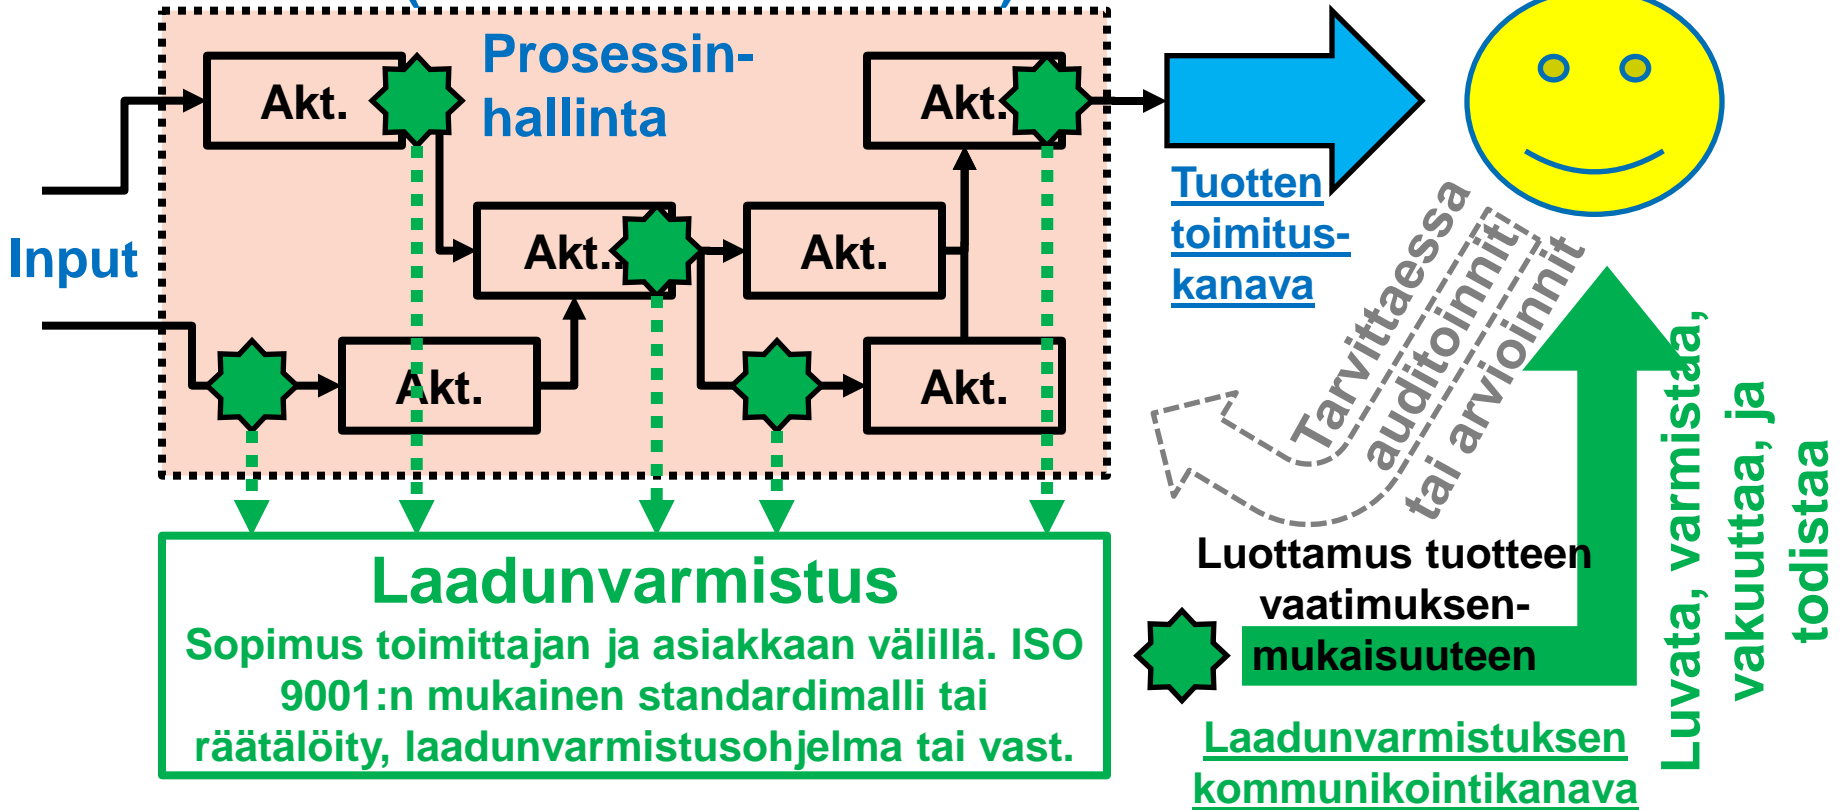 Prosessin-
hallinta
Akt.
Akt.
Input
Akt..
Akt.
Akt.
Akt.
Tuotten
toimitus-
kanava
Tarvittaessa
auditoinnit
tai arvioinnit
Luvata, varmistaa,
vakuuttaa, ja
todistaa
Laadunvarmistus
Sopimus toimittajan ja asiakkaan välillä. ISO
9001:n mukainen standardimalli tai
räätälöity, laadunvarmistusohjelma tai vast.
Luottamus tuotteen
vaatimuksen-
mukaisuuteen
Laadunvarmistuksen
kommunikointikanava